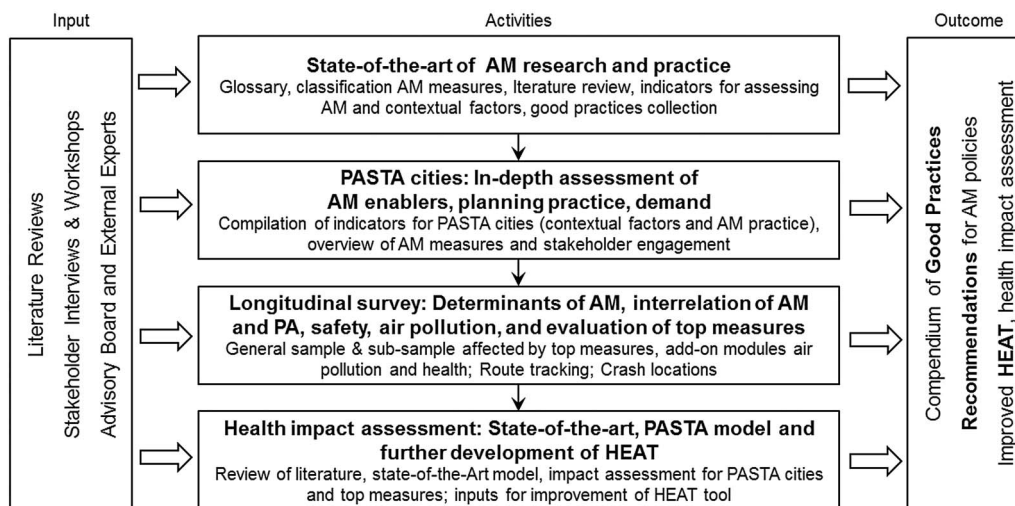 Input
Activities
Outcome
Literature Reviews
Stakeholder Interviews & Workshops
Advisory Board and External Experts
State-of-the-art of AM research and practice
Glossary, classification AM measures, literature review, indicators for assessing
AM and contextual factors, good practices collection
PASTA cities: In-depth assessment of
AM enablers, planning practice, demand
Compilation of indicators for PASTA cities (contextual factors and AM practice),
overview of AM measures and stakeholder engagement
Longitudinal survey: Determinants of AM, interrelation of AM
and PA, safety, air pollution, and evaluation of top measures
General sample & sub-sample affected by top measures, add-on modules air
pollution and health; Route tracking; Crash locations
Health impact assessment: State-of-the-art, PASTA model and
further development of HEAT
Review of literature, state-of-the-Art model, impact assessment for PASTA cities
and top measures; inputs for improvement of HEAT tool
Compendium of Good Practices
Recommendations for AM policies
Improved HEAT, health impact assessment